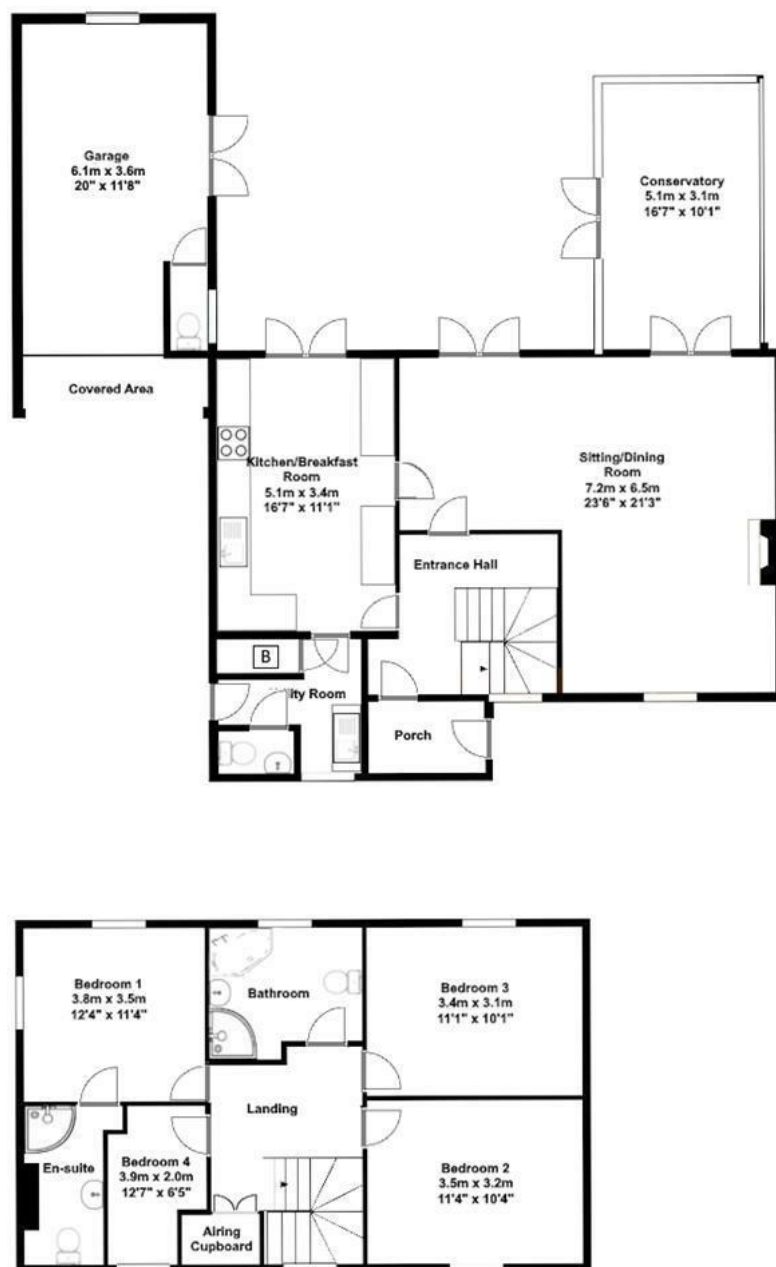 Garage
6.1m x 3.6m
20" x 11'8"
Conservatory
5.1m x 3.1m
16'7" x 10'1"
Covered Area
Kitchen/Breakfast
Room
5.1m x 3.4m
16'7" x 11'1"
Sitting/Dining
Room
7.2m x 6.5m
23'6" x 21'3"
Entrance Hall
B
ity Room
Porch
Bedroom 1
3.8m x 3.5m
12'4" x 11'4"
Bathroom
Bedroom 3
3.4m x 3.1m
11'1" x 10'1"
Landing
En-suite
Bedroom 4
3.9m x 2.0m
12'7" x 6'5"
Bedroom 2
3.5m x 3.2m
11'4" x 10'4"
Airing
Cupboard